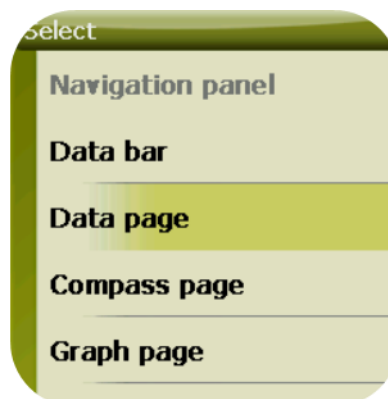 Select
Navigation panel
Data bar
Data page
Compass page
Graph page